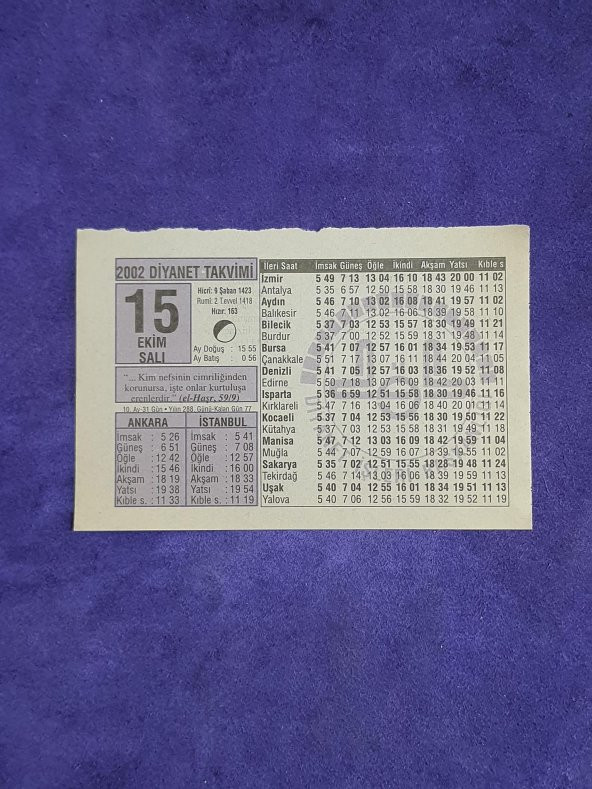 2002 DİYANET TAKVİMİ
15
EKİM
SALI
Hicri: 9 Şaban 1423
Rumi: 2 T.evvel 1418
Hızır: 163
Ay Doğuş : 15 55
Ay Batış : 0 56
“... Kim nefsinin cimriliğinden
korunursa, işte onlar kurtuluşa
erenlerdir.” (el-Haşr, 59/9)
10. Ay-31 Gün • Yılın 288. Günü-Kalan Gün 77
ANKARA
İmsak : 5 26
Güneş : 6 51
Öğle : 12 42
İkindi : 15 46
Akşam : 18 19
Yatsı : 19 38
Kıble s. : 11 33
İSTANBUL
İmsak : 5 41
Güneş : 7 08
Öğle : 12 57
İkindi : 16 00
Akşam : 18 33
Yatsı : 19 54
Kıble s. : 11 19
İleri Saat İmsak Güneş Öğle İkindi Akşam Yatsı Kıble s.
İzmir 5 49 7 13 13 04 16 10 18 43 20 00 11 02
Antalya 5 35 6 57 12 50 15 58 18 30 19 46 11 13
Aydın 5 46 7 10 13 02 16 08 18 41 19 57 11 02
Balıkesir 5 46 7 11 13 02 16 06 18 39 19 58 11 10
Bilecik 5 37 7 03 12 53 15 57 18 30 19 49 11 21
Burdur 5 37 7 00 12 52 15 59 18 31 19 48 11 14
Bursa 5 41 7 07 12 57 16 01 18 34 19 53 11 17
Çanakkale 5 51 7 17 13 07 16 11 18 44 20 04 11 05
Denizli 5 41 7 05 12 57 16 03 18 36 19 52 11 08
Edirne 5 50 7 18 13 07 16 09 18 42 20 03 11 11
Isparta 5 36 6 59 12 51 15 58 18 30 19 46 11 16
Kırklareli 5 47 7 16 13 04 16 06 18 40 20 01 11 14
Kocaeli 5 37 7 04 12 53 15 56 18 30 19 50 11 22
Kütahya 5 37 7 03 12 53 15 58 18 31 19 49 11 17
Manisa 5 47 7 12 13 03 16 09 18 42 19 59 11 04
Muğla 5 44 7 07 12 59 16 07 18 39 19 55 11 02
Sakarya 5 35 7 02 12 51 15 55 18 28 19 48 11 24
Tekirdağ 5 46 7 14 13 03 16 06 18 39 19 59 11 13
Uşak 5 40 7 04 12 55 16 01 18 34 19 51 11 13
Yalova 5 40 7 06 12 56 15 59 18 32 19 52 11 19